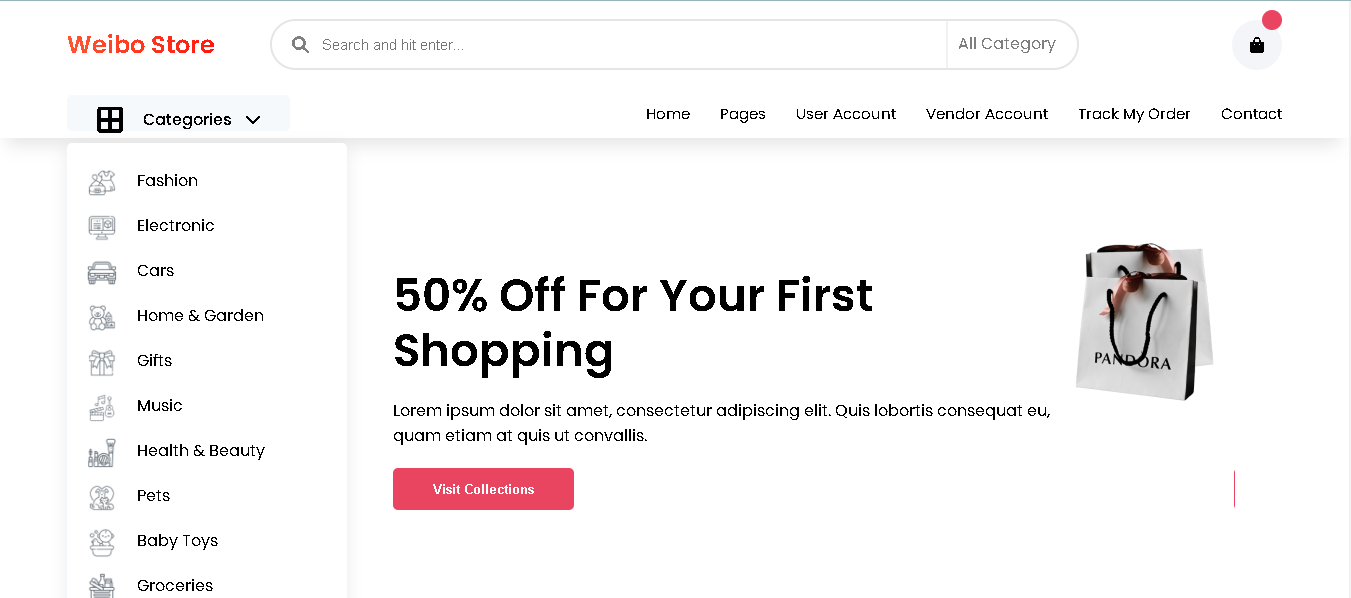 Weibo Store
Search and hit enter...
All Category
Categories
Home
Pages
User Account
Vendor Account
Track My Order
Contact
Fashion
Electronic
Cars
Home & Garden
Gifts
Music
Health & Beauty
Pets
Baby Toys
Groceries
50% Off For Your First
Shopping
Lorem ipsum dolor sit amet, consectetur adipiscing elit. Quis lobortis consequat eu,
quam etiam at quis ut convallis.
Visit Collections
PANDORA